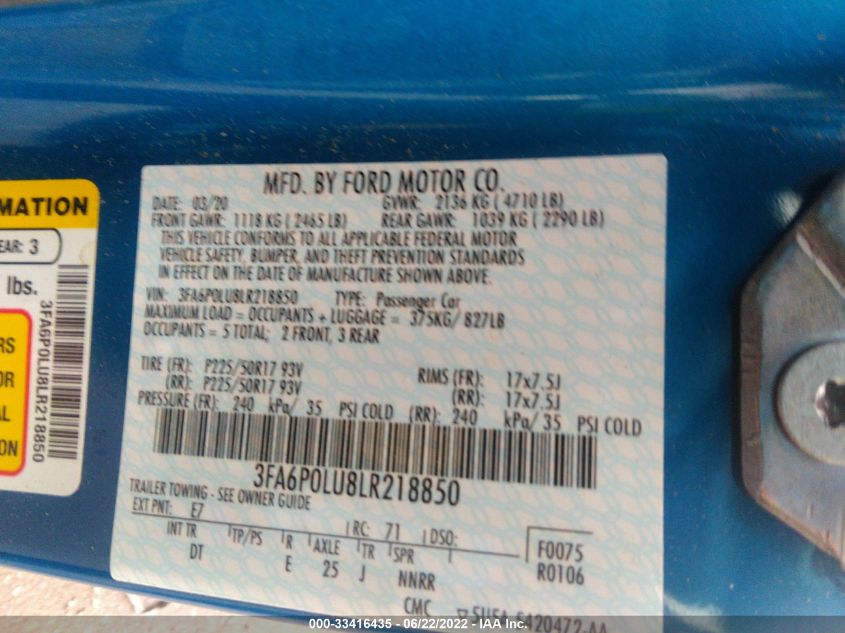 MFD. BY FORD MOTOR CO.
DATE: 03/20 GVWR: 2136 KG ( 4710 LB)
FRONT GAWR: 1118 KG ( 2465 LB) REAR GAWR: 1039 KG ( 2290 LB)
THIS VEHICLE CONFORMS TO ALL APPLICABLE FEDERAL MOTOR
VEHICLE SAFETY, BUMPER, AND THEFT PREVENTION STANDARDS
IN EFFECT ON THE DATE OF MANUFACTURE SHOWN ABOVE.
VIN: 3FA6P0LU8LR218850 TYPE: Passenger Car
MAXIMUM LOAD = OCCUPANTS + LUGGAGE = 375KG/ 827LB
OCCUPANTS = 5 TOTAL; 2 FRONT, 3 REAR
TIRE (FR): P225/50R17 93V RIMS (FR): 17x7.5J
(RR): P225/50R17 93V (RR): 17x7.5J
PRESSURE (FR): 240 kPa/ 35 PSI COLD (RR): 240 kPa/ 35 PSI COLD
3FA6P0LU8LR218850
TRAILER TOWING - SEE OWNER GUIDE
EXT PNT: E7 RC: 71 DSO: F0075
INT TR TP/PS R AXLE TR SPR R0106
DT E 25 J NNRR
CMC
MATION
EAR: 3
lbs.
3FA6P0LU8LR218850
RS
OR
AL
ON
000-33416435 - 06/22/2022 - IAA Inc.